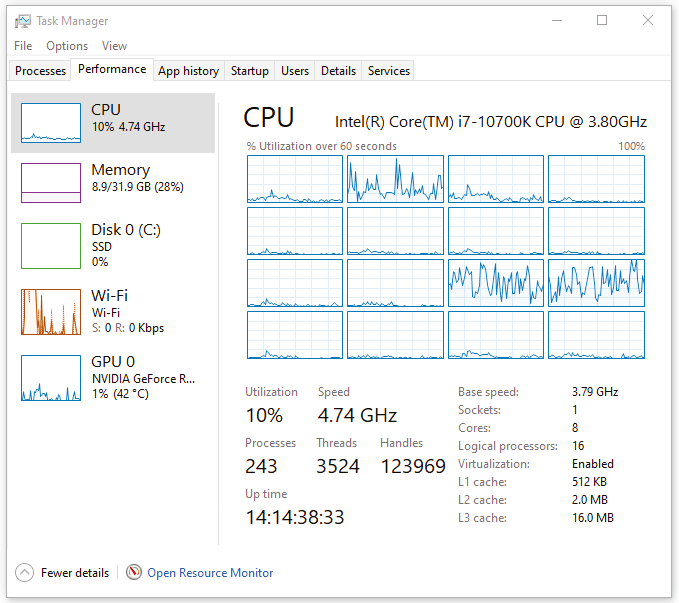 Task Manager
File Options View
Processes Performance App history Startup Users Details Services
CPU
10% 4.74 GHz
Memory
8.9/31.9 GB (28%)
Disk 0 (C:)
SSD
0%
Wi-Fi
Wi-Fi
S: 0 R: 0 Kbps
GPU 0
NVIDIA GeForce R...
1% (42 °C)
CPU Intel(R) Core(TM) i7-10700K CPU @ 3.80GHz
% Utilization over 60 seconds 100%
Utilization Speed
10% 4.74 GHz
Processes Threads Handles
243 3524 123969
Up time
14:14:38:33
Base speed: 3.79 GHz
Sockets: 1
Cores: 8
Logical processors: 16
Virtualization: Enabled
L1 cache: 512 KB
L2 cache: 2.0 MB
L3 cache: 16.0 MB
Fewer details Open Resource Monitor